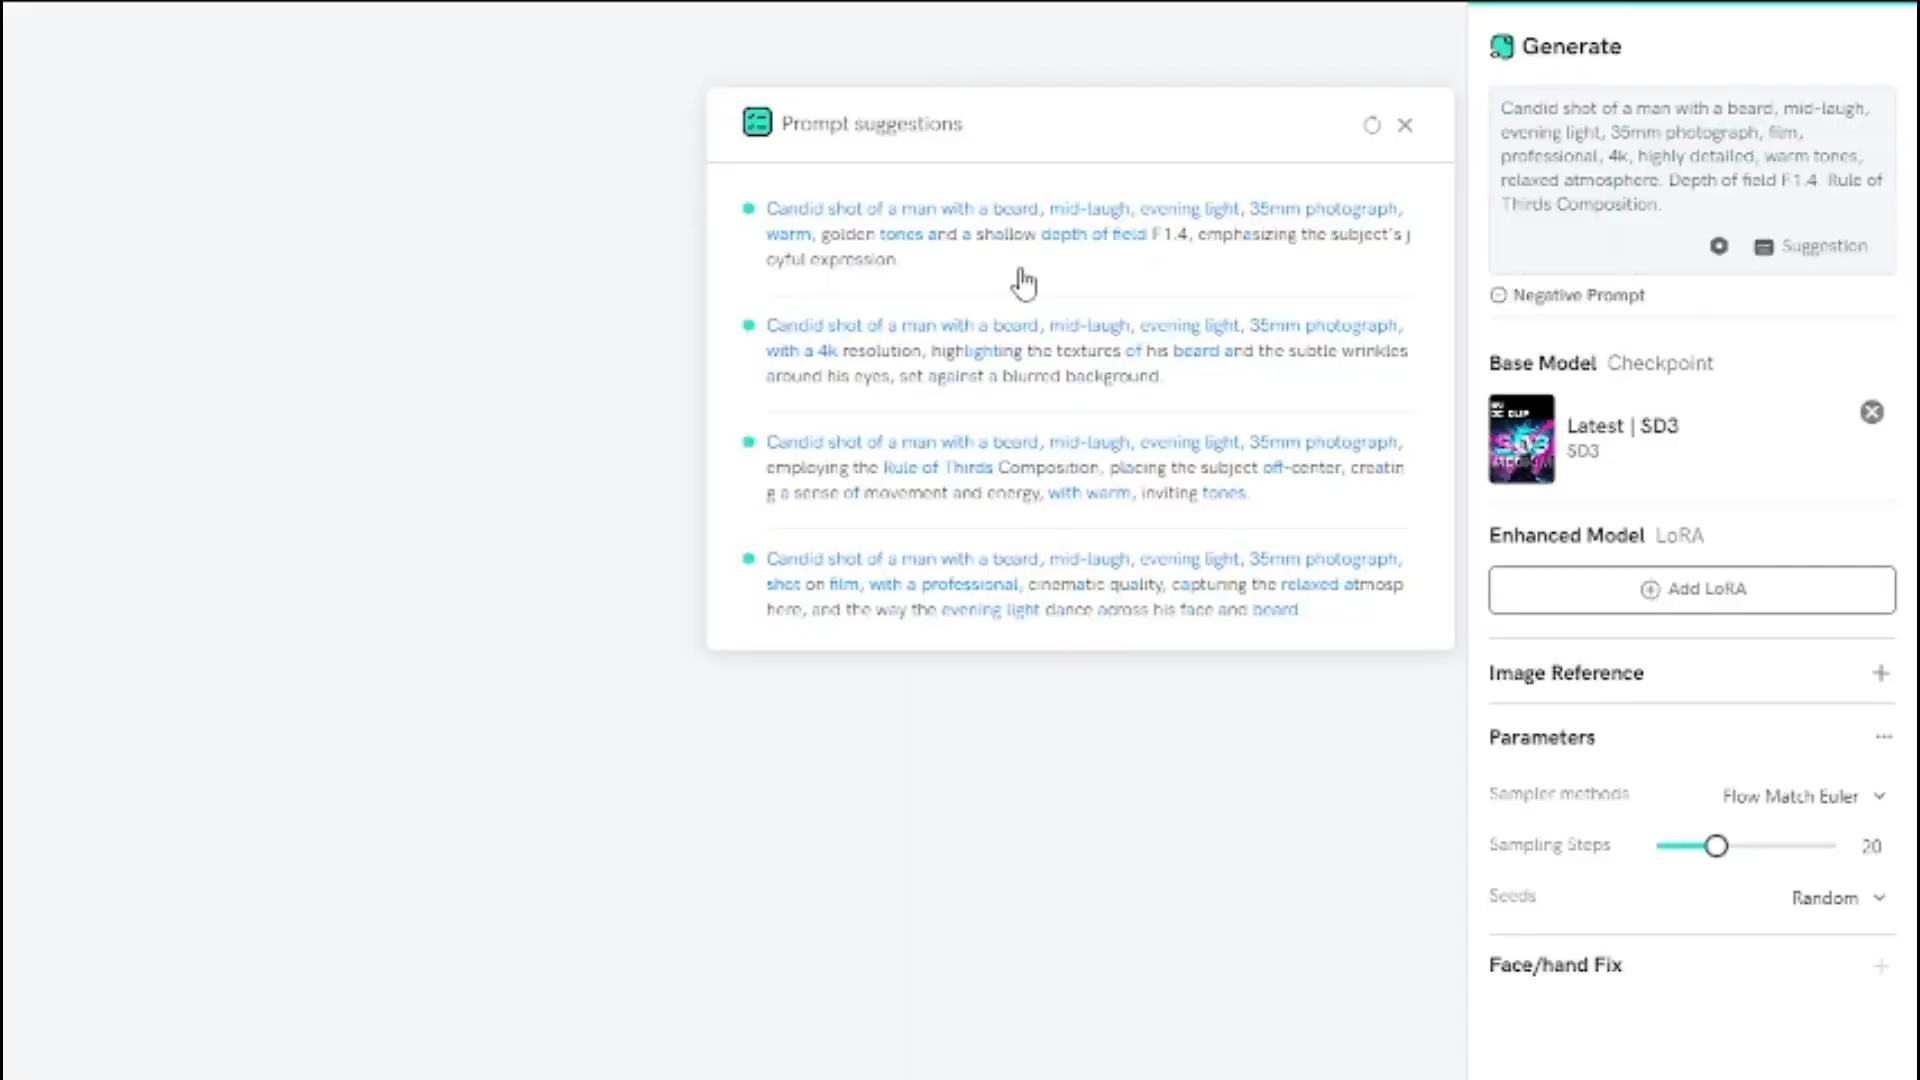 Generate
Candid shot of a man with a beard, mid-laugh,
evening light, 35mm photograph, film,
professional, 4k, highly detailed, warm tones,
relaxed atmosphere. Depth of field F1.4. Rule of
Thirds Composition.
Suggestion
Negative Prompt
Prompt suggestions
Candid shot of a man with a beard, mid-laugh, evening light, 35mm photograph,
warm, golden tones and a shallow depth of field F1.4, emphasizing the subject's j
oyful expression.
Candid shot of a man with a beard, mid-laugh, evening light, 35mm photograph,
with a 4k resolution, highlighting the textures of his beard and the subtle wrinkles
around his eyes, set against a blurred background.
Candid shot of a man with a beard, mid-laugh, evening light, 35mm photograph,
employing the Rule of Thirds Composition, placing the subject off-center, creatin
g a sense of movement and energy, with warm, inviting tones.
Candid shot of a man with a beard, mid-laugh, evening light, 35mm photograph,
shot on film, with a professional, cinematic quality, capturing the relaxed atmosp
here, and the way the evening light dance across his face and beard
Base Model Checkpoint
CLIP
SD3
Latest | SD3
SD3
Enhanced Model LoRA
Add LoRA
Image Reference
Parameters
Sampler methods Flow Match Euler
Sampling Steps 20
Seeds Random
Face/hand Fix